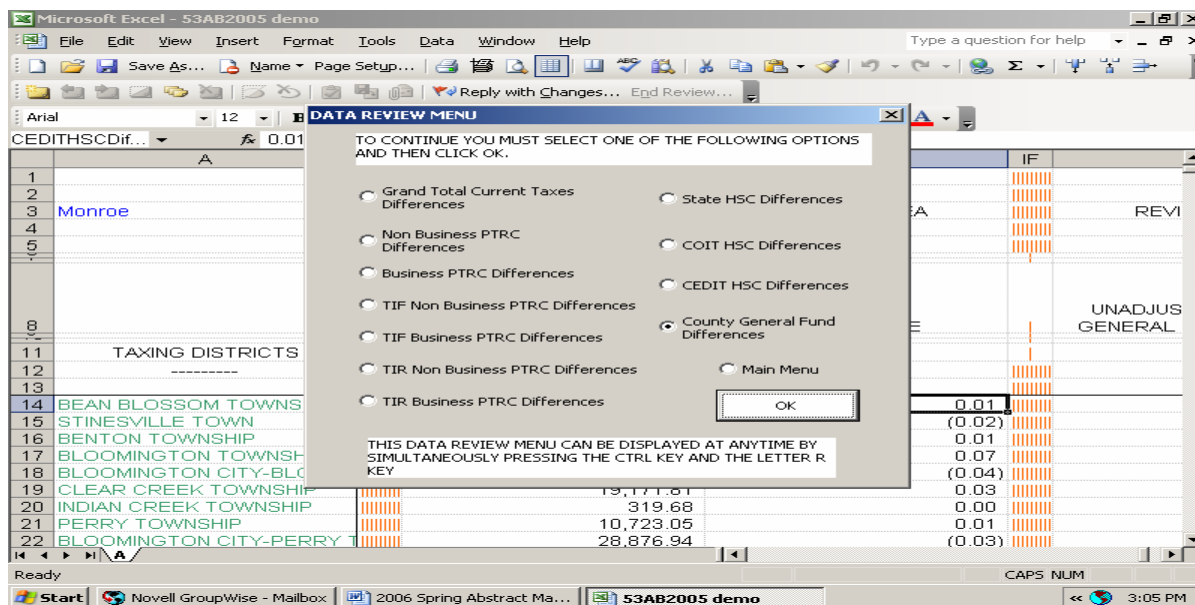 Microsoft Excel - 53AB2005 demo
File Edit View Insert Format Tools Data Window Help Type a question for help
Save As... Name Page Setup...
Reply with Changes... End Review...
Arial 12 B
CEDITHSCDif... fx 0.01
DATA REVIEW MENU
TO CONTINUE YOU MUST SELECT ONE OF THE FOLLOWING OPTIONS
AND THEN CLICK OK.
Grand Total Current Taxes
Differences
Non Business PTRC
Differences
Business PTRC Differences
TIF Non Business PTRC Differences
TIF Business PTRC Differences
TIR Non Business PTRC Differences
TIR Business PTRC Differences
State HSC Differences
COIT HSC Differences
CEDIT HSC Differences
County General Fund
Differences
Main Menu
OK
THIS DATA REVIEW MENU CAN BE DISPLAYED AT ANYTIME BY
SIMULTANEOUSLY PRESSING THE CTRL KEY AND THE LETTER R
KEY
A IF
1
2
3 Monroe EA REVI
4
5
UNADJUS
8 E GENERAL
11 TAXING DISTRICTS
12 ---------
13
14 BEAN BLOSSOM TOWNS 0.01
15 STINESVILLE TOWN (0.02)
16 BENTON TOWNSHIP 0.01
17 BLOOMINGTON TOWNSH 0.07
18 BLOOMINGTON CITY-BLO (0.04)
19 CLEAR CREEK TOWNSHIP 19,171.81 0.03
20 INDIAN CREEK TOWNSHIP 319.68 0.00
21 PERRY TOWNSHIP 10,723.05 0.01
22 BLOOMINGTON CITY-PERRY T 28,876.94 (0.03)
A
Ready CAPS NUM
Start Novell GroupWise - Mailbox 2006 Spring Abstract Ma... 53AB2005 demo 3:05 PM